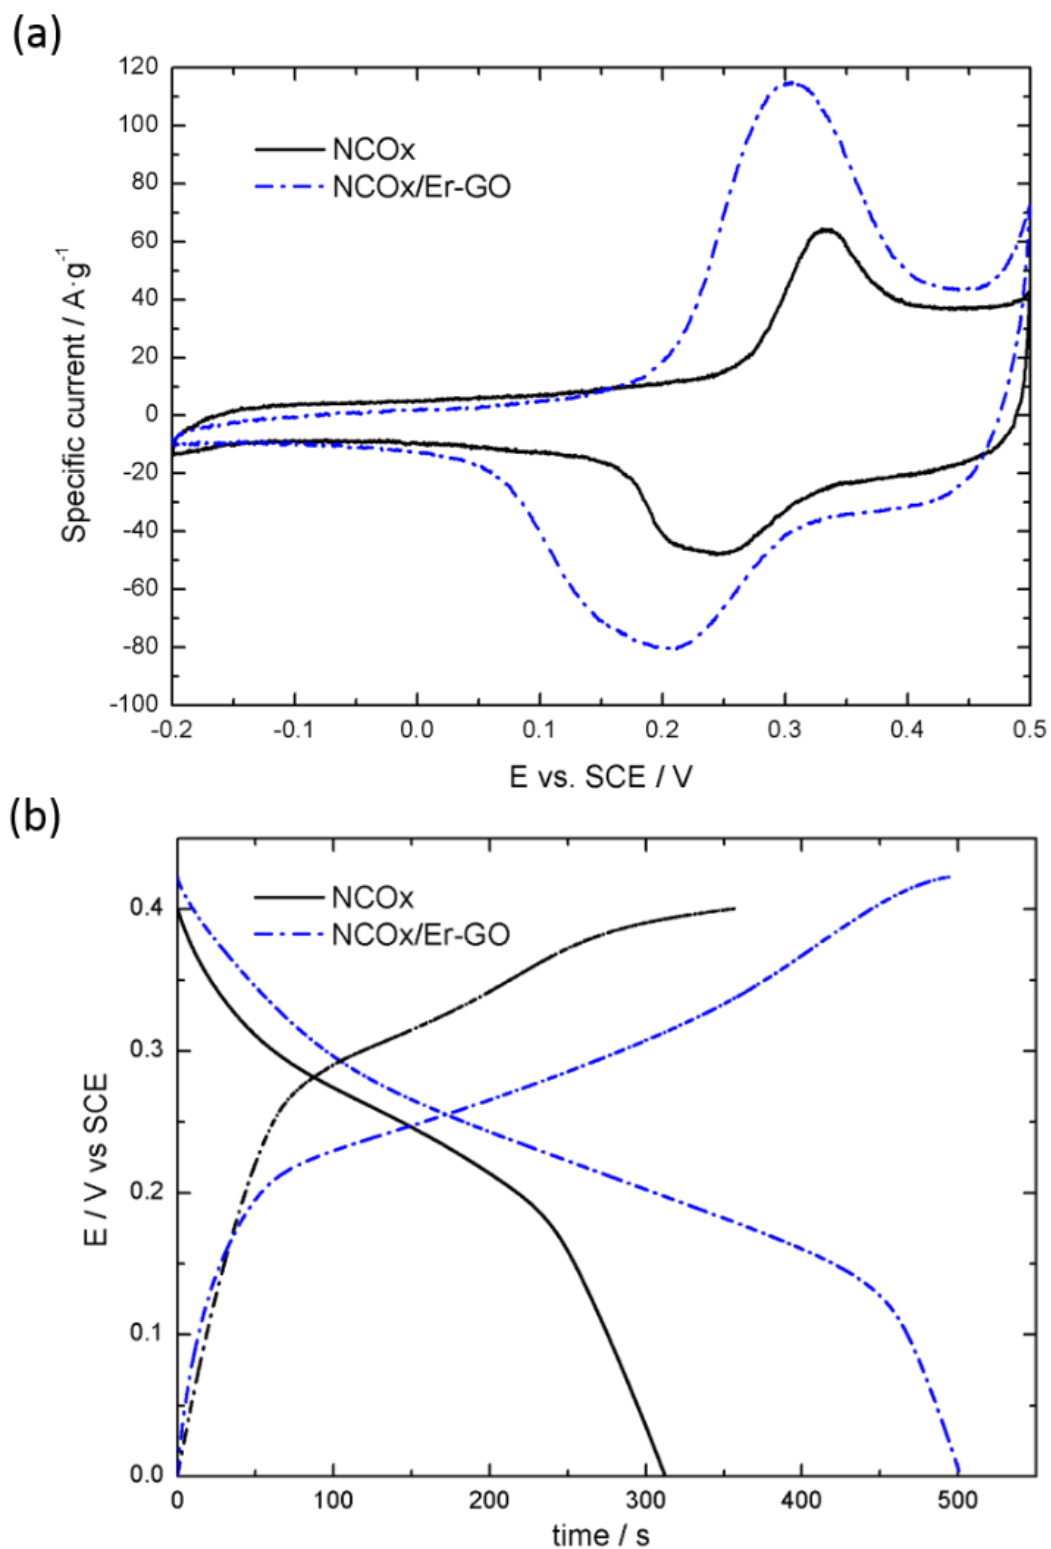 (a)
120
100
80
60
40
20
0
-20
-40
-60
-80
-100
Specific current / A·g⁻¹
NCOx
NCOx/Er-GO
-0.2 -0.1 0.0 0.1 0.2 0.3 0.4 0.5
E vs. SCE / V
(b)
0.4
0.3
0.2
0.1
0.0
E / V vs SCE
NCOx
NCOx/Er-GO
0 100 200 300 400 500
time / s